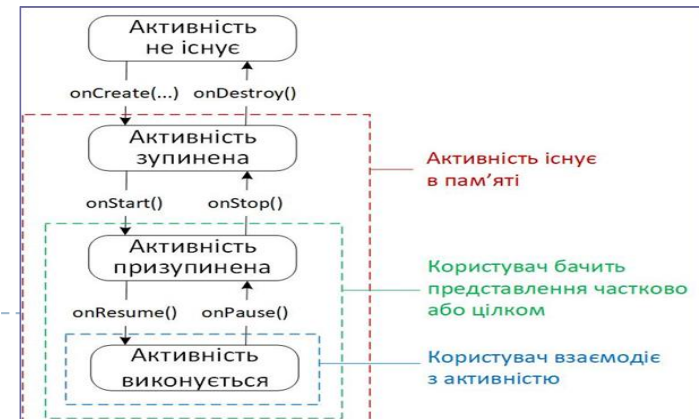 Активність
не існує
onCreate(...) onDestroy()
Активність
зупинена
Активність існує
в пам’яті
onStart() onStop()
Активність
призупинена
Користувач бачить
представлення частково
або цілком
onResume() onPause()
Активність
виконується
Користувач взаємодіє
з активністю